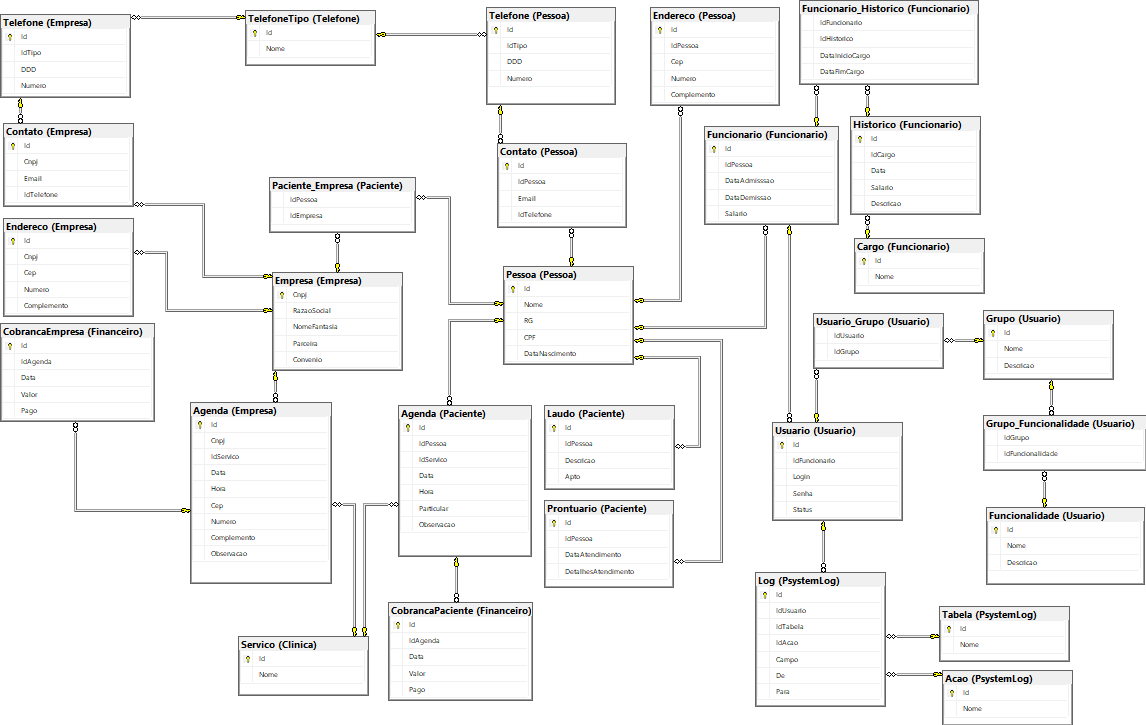 Telefone (Empresa)
Id
IdTipo
DDD
Numero
TelefoneTipo (Telefone)
Id
Nome
Telefone (Pessoa)
Id
IdTipo
DDD
Numero
Endereco (Pessoa)
Id
IdPessoa
Cep
Numero
Complemento
Funcionario_Historico (Funcionario)
IdFuncionario
IdHistorico
DataInicioCargo
DataFimCargo
Contato (Empresa)
Id
Cnpj
Email
IdTelefone
Contato (Pessoa)
Id
IdPessoa
Email
IdTelefone
Funcionario (Funcionario)
Id
IdPessoa
DataAdmissao
DataDemissao
Salario
Historico (Funcionario)
Id
IdCargo
Data
Salario
Descricao
Paciente_Empresa (Paciente)
IdPessoa
IdEmpresa
Endereco (Empresa)
Id
Cnpj
Cep
Numero
Complemento
Cargo (Funcionario)
Id
Nome
Empresa (Empresa)
Cnpj
RazaoSocial
NomeFantasia
Parceira
Convenio
Pessoa (Pessoa)
Id
Nome
RG
CPF
DataNascimento
CobrancaEmpresa (Financeiro)
Id
IdAgenda
Data
Valor
Pago
Usuario_Grupo (Usuario)
IdUsuario
IdGrupo
Grupo (Usuario)
Id
Nome
Descricao
Agenda (Empresa)
Id
Cnpj
IdServico
Data
Hora
Cep
Numero
Complemento
Observacao
Agenda (Paciente)
Id
IdPessoa
IdServico
Data
Hora
Particular
Observacao
Laudo (Paciente)
Id
IdPessoa
Descricao
Apto
Usuario (Usuario)
Id
IdFuncionario
Login
Senha
Status
Grupo_Funcionalidade (Usuario)
IdGrupo
IdFuncionalidade
Prontuario (Paciente)
Id
IdPessoa
DataAtendimento
DetalhesAtendimento
Funcionalidade (Usuario)
Id
Nome
Descricao
Servico (Clinica)
Id
Nome
CobrancaPaciente (Financeiro)
Id
IdAgenda
Data
Valor
Pago
Log (PsystemLog)
Id
IdUsuario
IdTabela
IdAcao
Campo
De
Para
Tabela (PsystemLog)
Id
Nome
Acao (PsystemLog)
Id
Nome